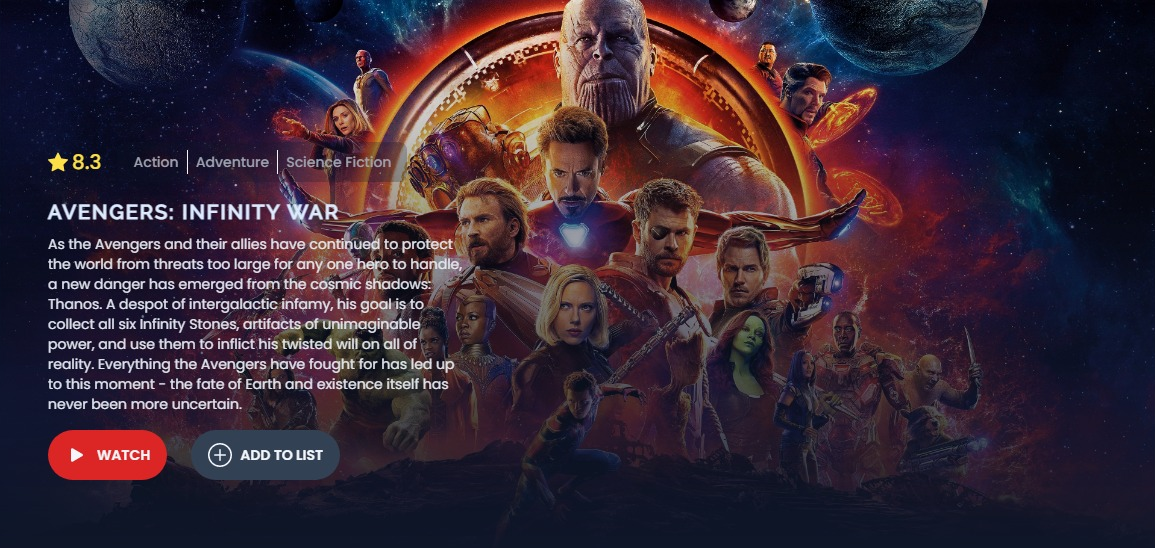 8.3 Action Adventure Science Fiction
AVENGERS: INFINITY WAR
As the Avengers and their allies have continued to protect
the world from threats too large for any one hero to handle,
a new danger has emerged from the cosmic shadows:
Thanos. A despot of intergalactic infamy, his goal is to
collect all six Infinity Stones, artifacts of unimaginable
power, and use them to inflict his twisted will on all of
reality. Everything the Avengers have fought for has led up
to this moment - the fate of Earth and existence itself has
never been more uncertain.
WATCH ADD TO LIST